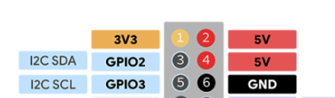 3V3 1 2 5V
I2C SDA GPIO2 3 4 5V
I2C SCL GPIO3 5 6 GND